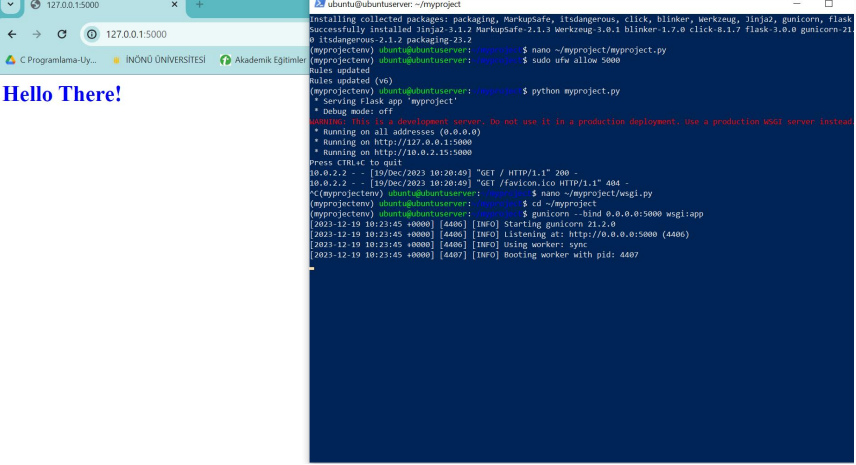 127.0.0.1:5000
127.0.0.1:5000
C Programlama-Uy...
İNÖNÜ ÜNİVERSİTESİ
Akademik Eğitimler
Hello There!
ubuntu@ubuntuserver: ~/myproject
Installing collected packages: packaging, MarkupSafe, itsdangerous, click, blinker, Werkzeug, Jinja2, gunicorn, flask
Successfully installed Jinja2-3.1.2 MarkupSafe-2.1.3 Werkzeug-3.0.1 blinker-1.7.0 click-8.1.7 flask-3.0.0 gunicorn-21.
0 itsdangerous-2.1.2 packaging-23.2
(myprojectenv) ubuntu@ubuntuserver: $ nano ~/myproject/myproject.py
(myprojectenv) ubuntu@ubuntuserver: $ sudo ufw allow 5000
Rules updated
Rules updated (v6)
(myprojectenv) ubuntu@ubuntuserver: $ python myproject.py
* Serving Flask app 'myproject'
* Debug mode: off
WARNING: This is a development server. Do not use it in a production deployment. Use a production WSGI server instead.
* Running on all addresses (0.0.0.0)
* Running on http://127.0.0.1:5000
* Running on http://10.0.2.15:5000
Press CTRL+C to quit
10.0.2.2 - - [19/Dec/2023 10:20:49] "GET / HTTP/1.1" 200 -
10.0.2.2 - - [19/Dec/2023 10:20:49] "GET /favicon.ico HTTP/1.1" 404 -
^C(myprojectenv) ubuntu@ubuntuserver: $ nano ~/myproject/wsgi.py
(myprojectenv) ubuntu@ubuntuserver: $ cd ~/myproject
(myprojectenv) ubuntu@ubuntuserver: $ gunicorn --bind 0.0.0.0:5000 wsgi:app
[2023-12-19 10:23:45 +0000] [4406] [INFO] Starting gunicorn 21.2.0
[2023-12-19 10:23:45 +0000] [4406] [INFO] Listening at: http://0.0.0.0:5000 (4406)
[2023-12-19 10:23:45 +0000] [4406] [INFO] Using worker: sync
[2023-12-19 10:23:45 +0000] [4407] [INFO] Booting worker with pid: 4407